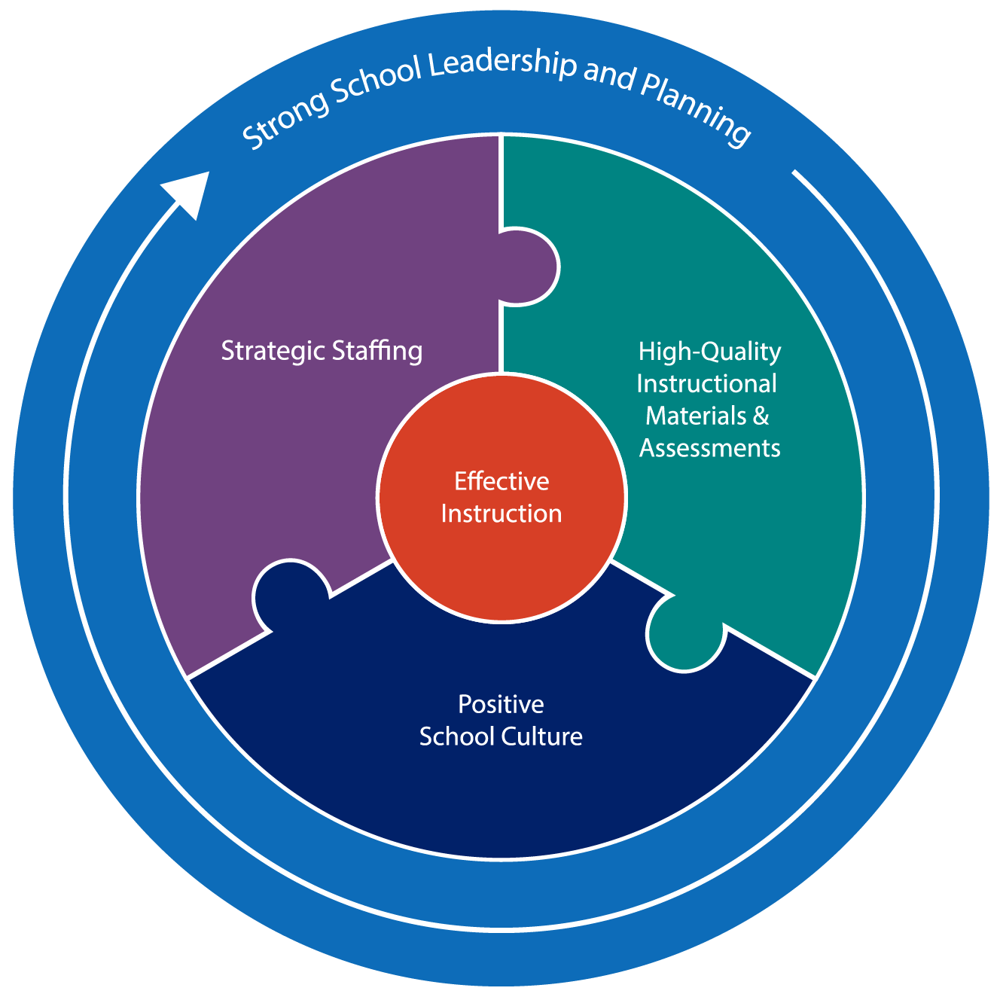 Strong School Leadership and Planning
Strategic Staffing
High-Quality
Instructional
Materials &
Assessments
Effective
Instruction
Positive
School Culture